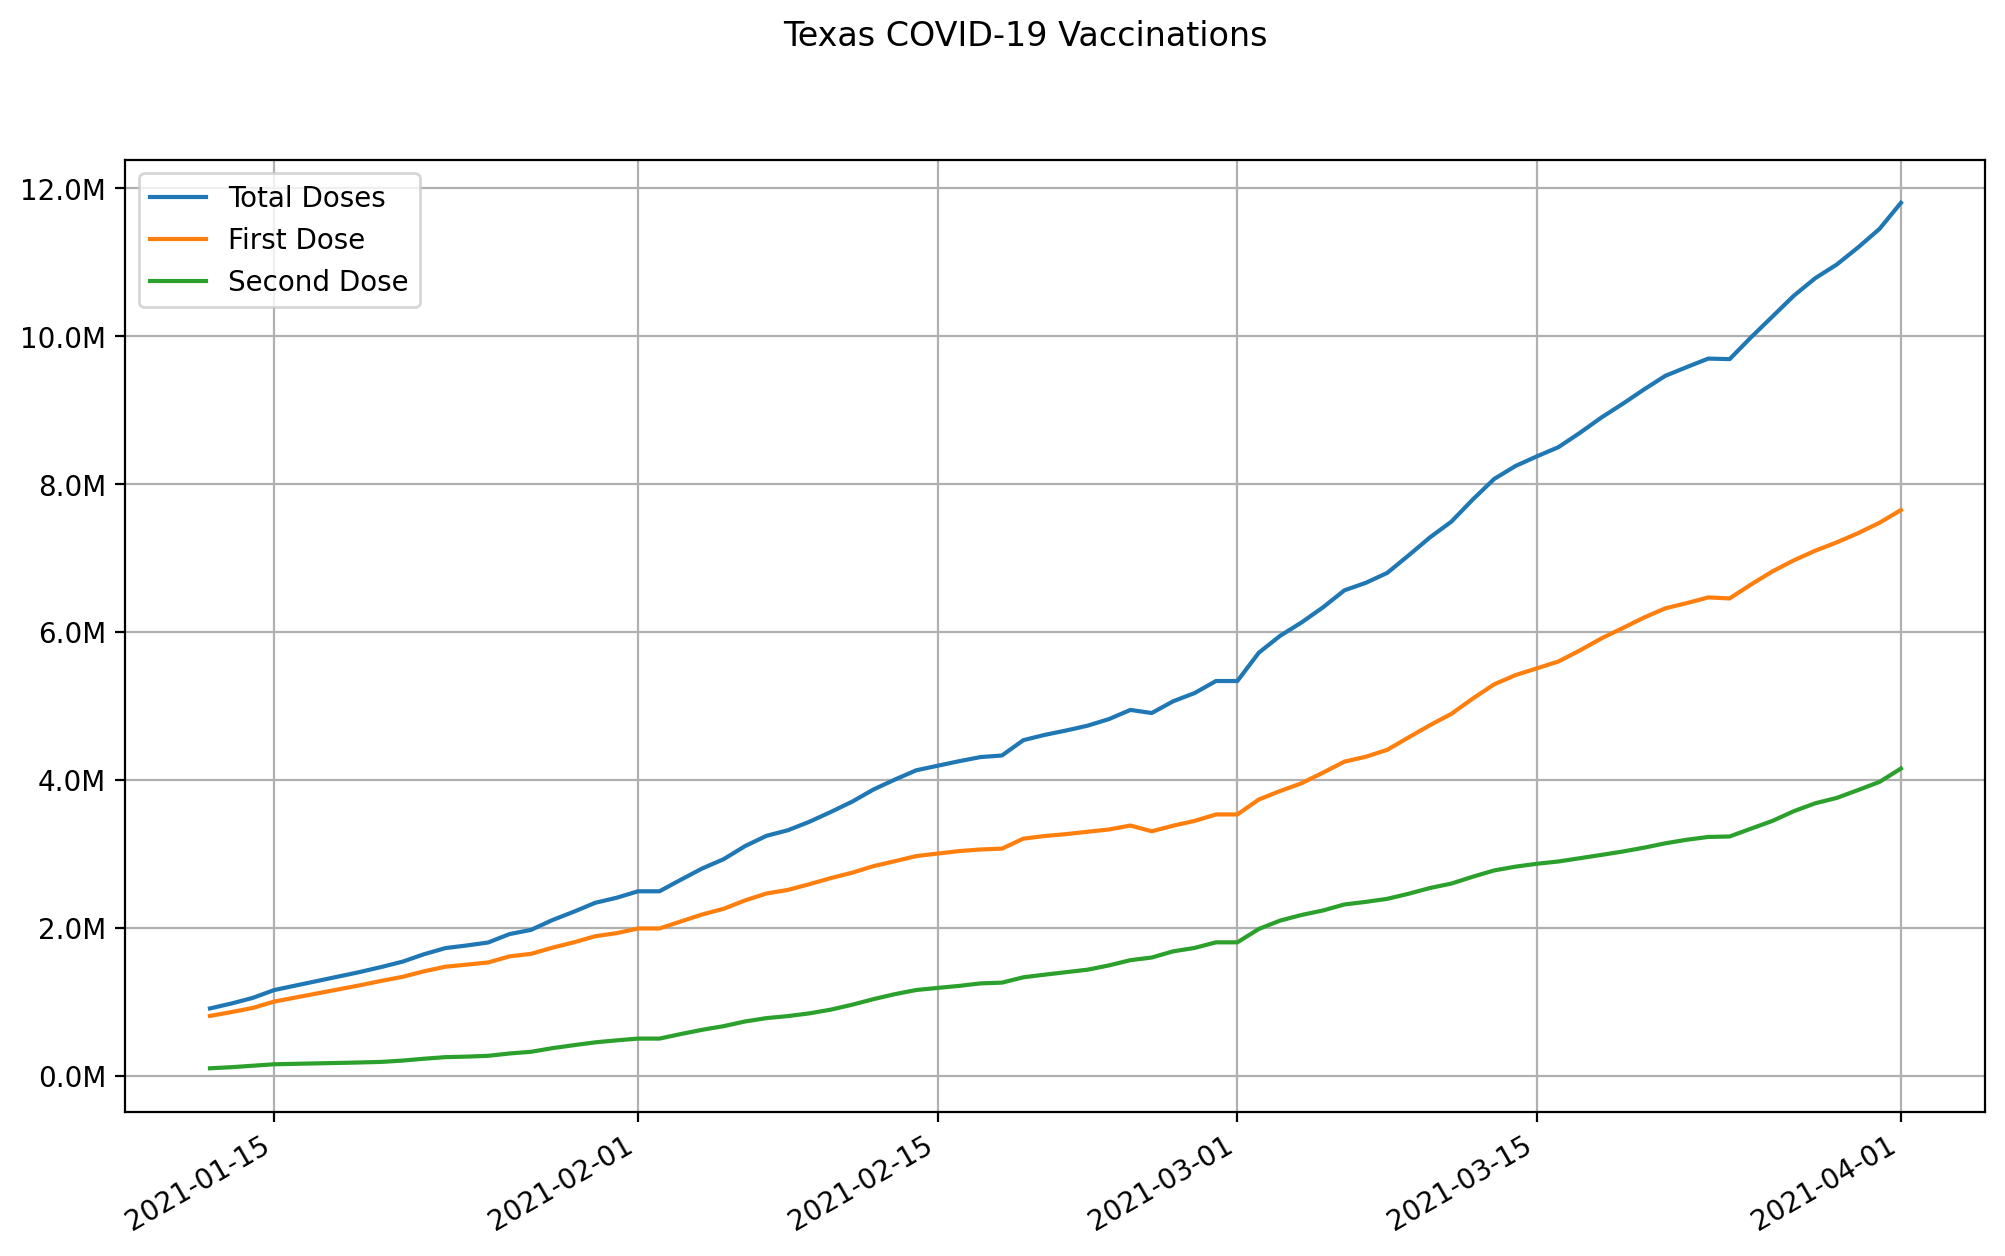 Texas COVID-19 Vaccinations
12.0M
10.0M
8.0M
6.0M
4.0M
2.0M
0.0M
Total Doses
First Dose
Second Dose
2021-01-15
2021-02-01
2021-02-15
2021-03-01
2021-03-15
2021-04-01